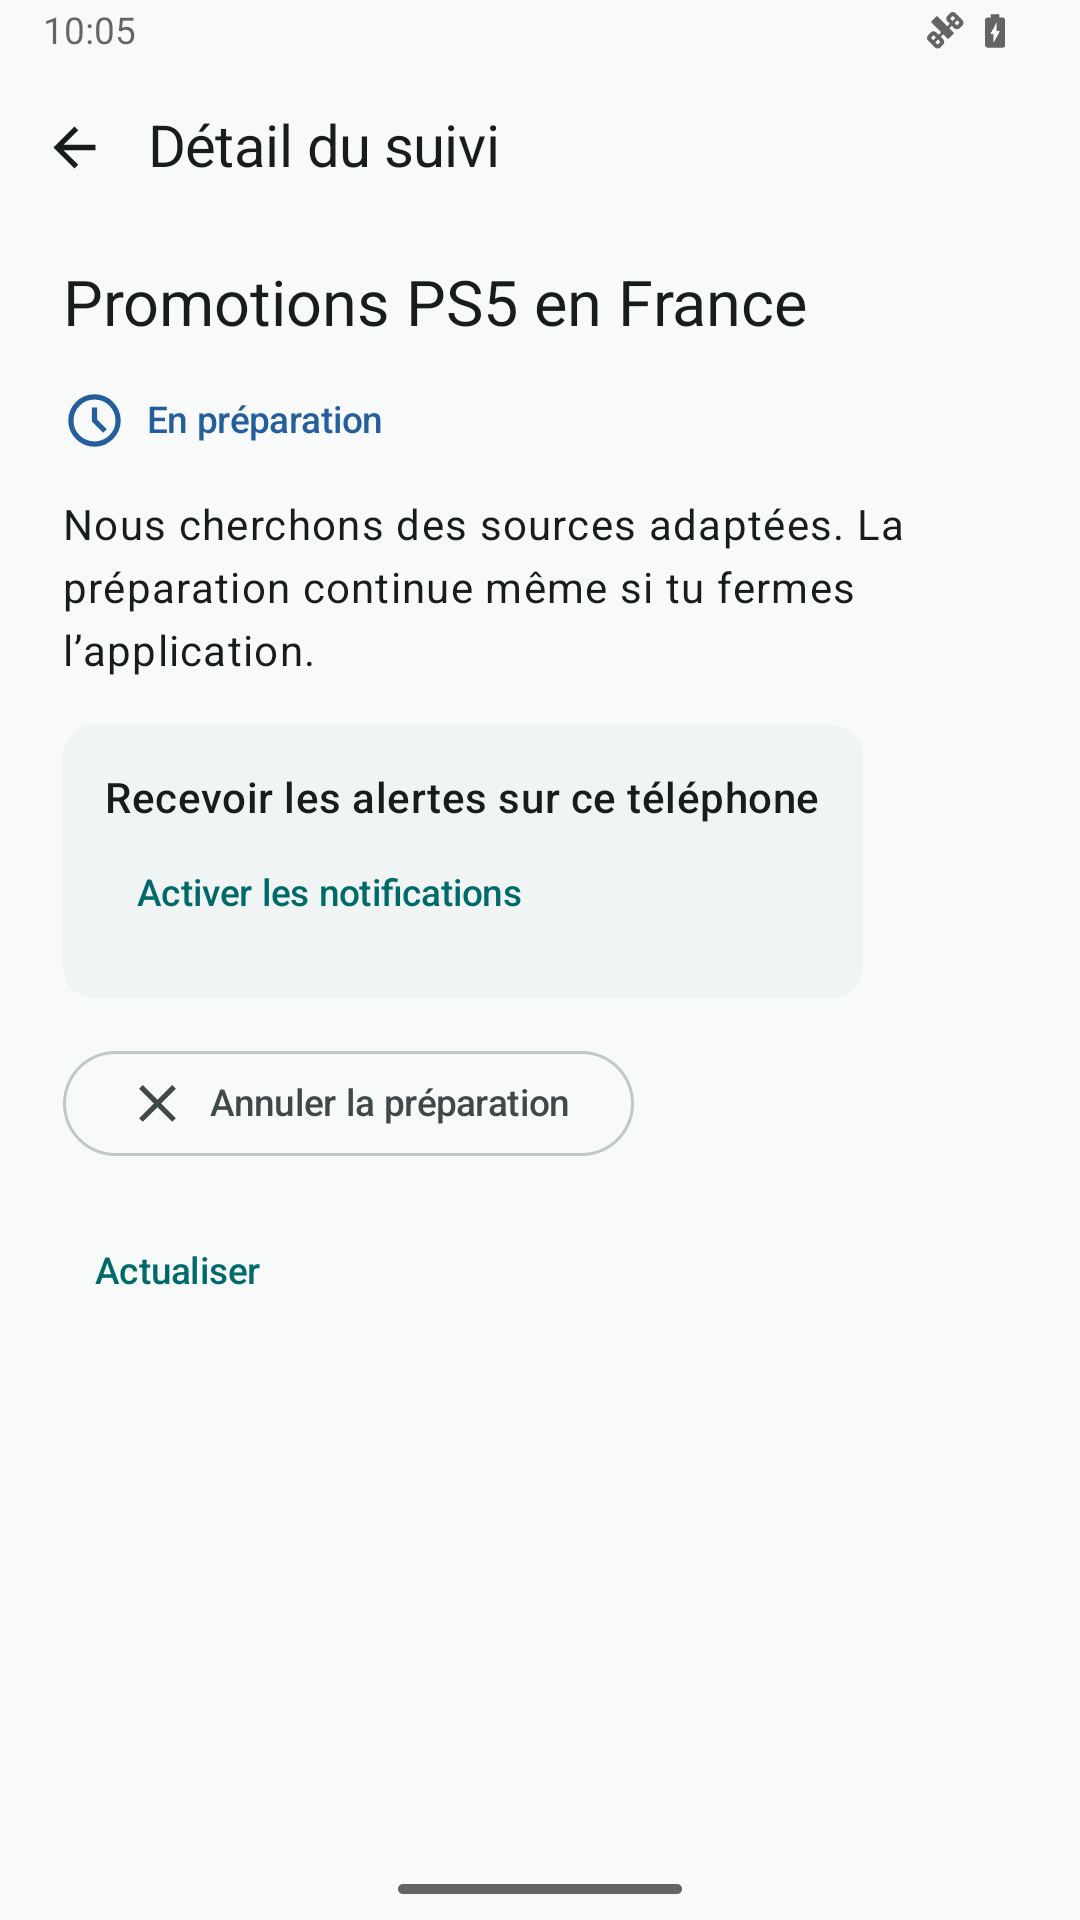 10:05
Détail du suivi
Promotions PS5 en France
En préparation
Nous cherchons des sources adaptées. La
préparation continue même si tu fermes
l’application.
Recevoir les alertes sur ce téléphone
Activer les notifications
Annuler la préparation
Actualiser